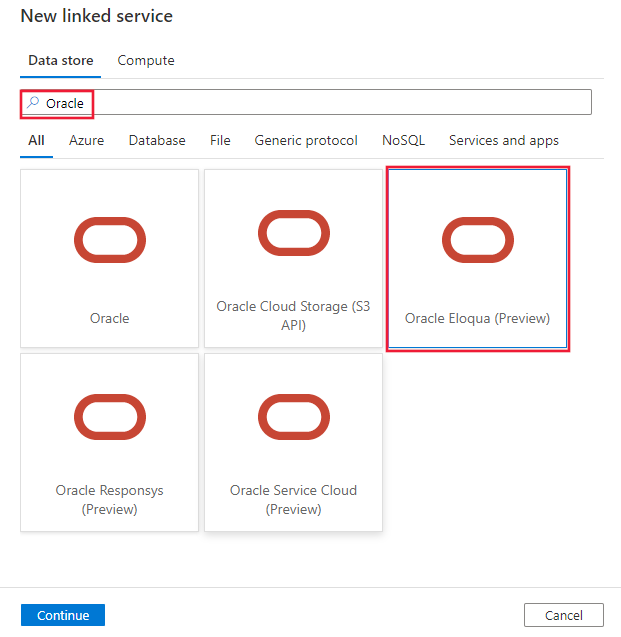 New linked service
Data store Compute
Oracle
All Azure Database File Generic protocol NoSQL Services and apps
Oracle
Oracle Cloud Storage (S3
API)
Oracle Eloqua (Preview)
Oracle Responsys
(Preview)
Oracle Service Cloud
(Preview)
Continue Cancel